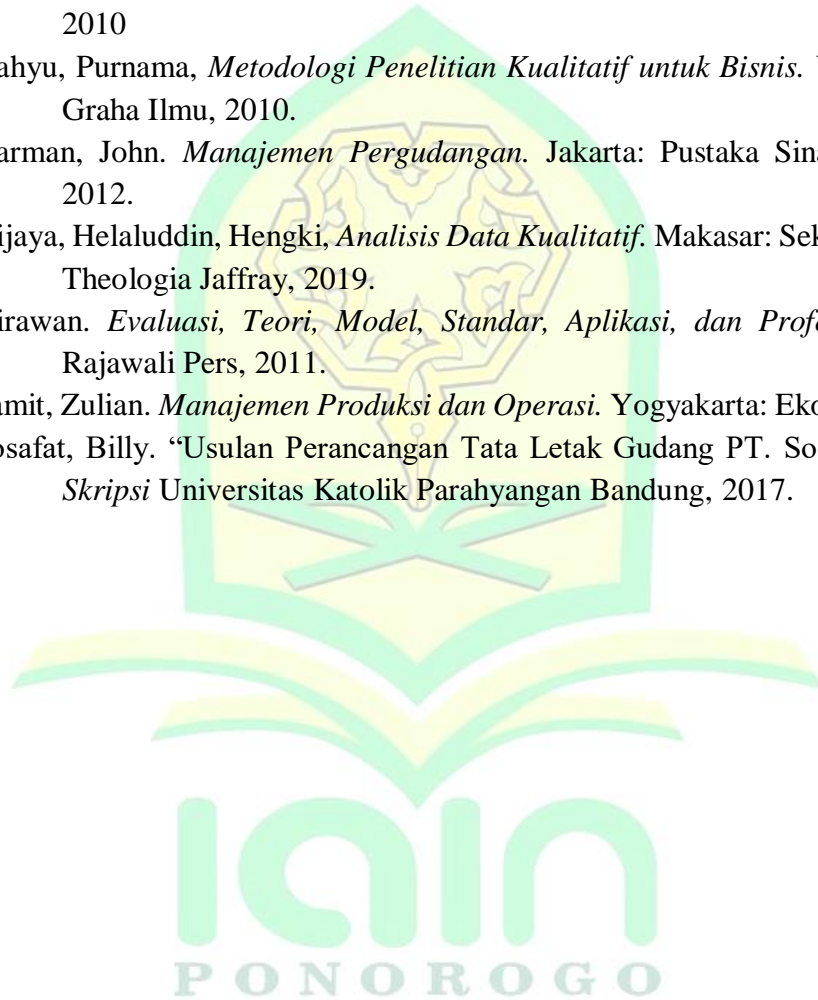 2010
ahyu, Purnama, Metodologi Penelitian Kualitatif untuk Bisnis.
Graha Ilmu, 2010.
arman, John. Manajemen Pergudangan. Jakarta: Pustaka Sina
2012.
ijaya, Helaluddin, Hengki, Analisis Data Kualitatif. Makasar: Sek
Theologia Jaffray, 2019.
irawan. Evaluasi, Teori, Model, Standar, Aplikasi, dan Profe
Rajawali Pers, 2011.
amit, Zulian. Manajemen Produksi dan Operasi. Yogyakarta: Eko
osafat, Billy. “Usulan Perancangan Tata Letak Gudang PT. So
Skripsi Universitas Katolik Parahyangan Bandung, 2017.
IAIN
PONOROGO